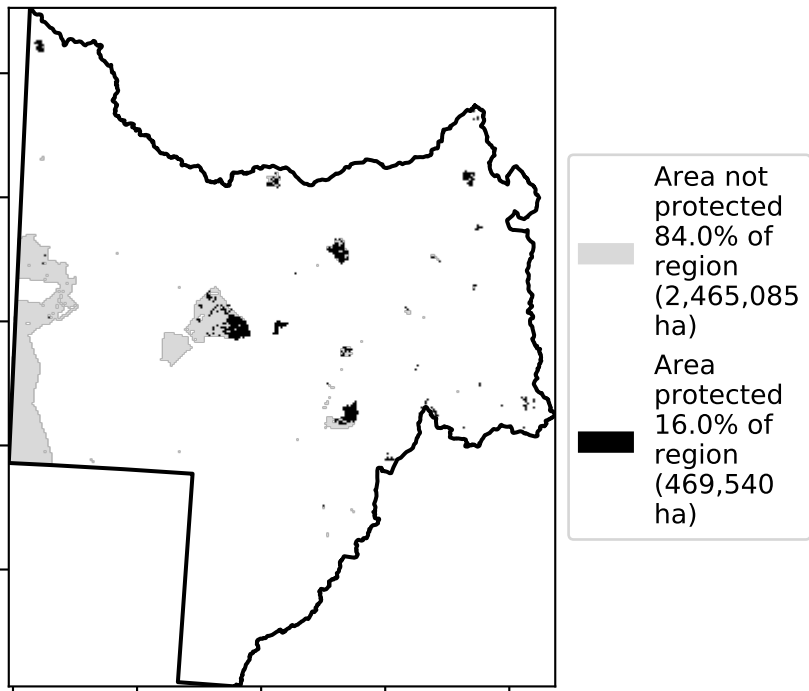 Area not
protected
84.0% of
region
(2,465,085
ha)
Area
protected
16.0% of
region
(469,540
ha)